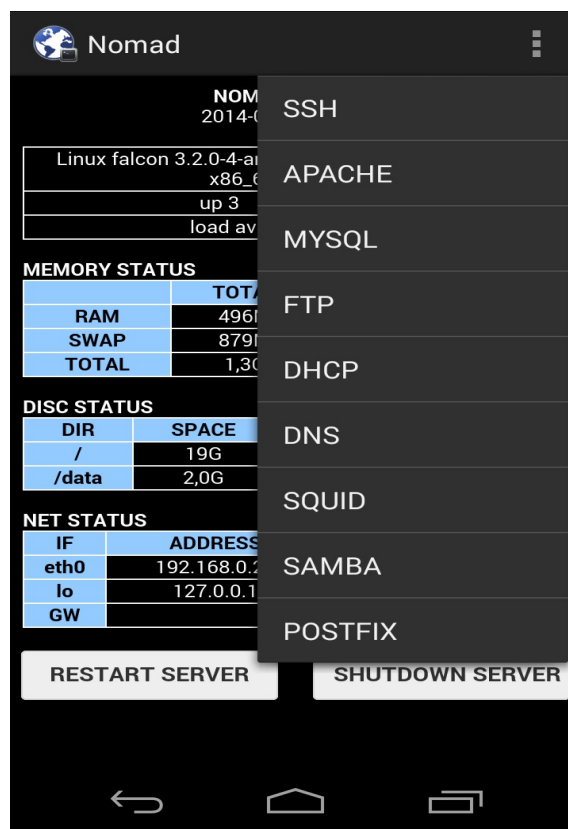 Nomad
NOM
2014-0
Linux falcon 3.2.0-4-a
x86_6
up 3
load av
MEMORY STATUS
TOTA
RAM 496
SWAP 879
TOTAL 1,30
DISC STATUS
DIR SPACE
/ 19G
/data 2,0G
NET STATUS
IF ADDRESS
eth0 192.168.0.2
lo 127.0.0.1
GW
SSH
APACHE
MYSQL
FTP
DHCP
DNS
SQUID
SAMBA
POSTFIX
RESTART SERVER SHUTDOWN SERVER